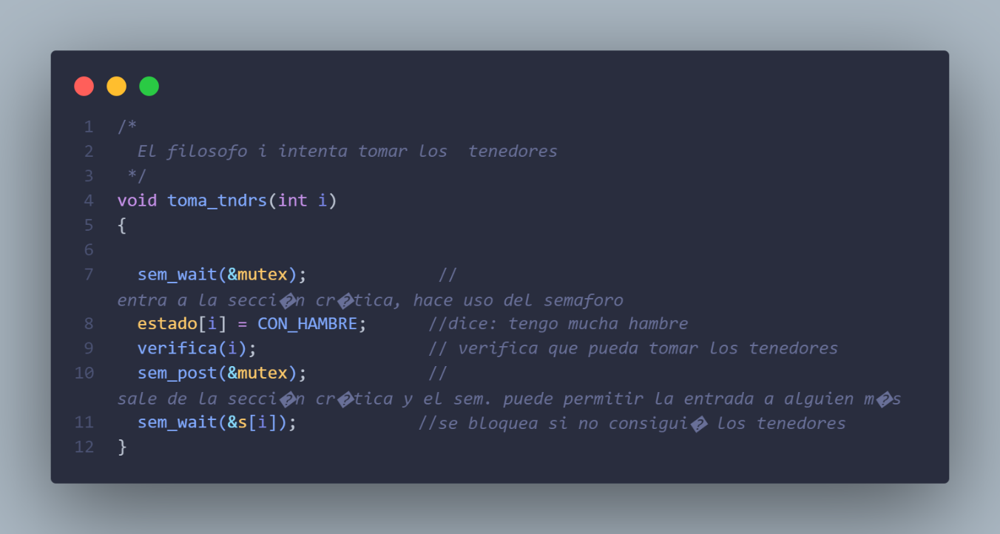 1 /*
2   El filosofo i intenta tomar los  tenedores
3  */
4 void toma_tndrs(int i)
5 {
6
7   sem_wait(&mutex);             //
entra a la secci�n cr�tica, hace uso del semaforo
8   estado[i] = CON_HAMBRE;      //dice: tengo mucha hambre
9   verifica(i);                 // verifica que pueda tomar los tenedores
10   sem_post(&mutex);            //
sale de la secci�n cr�tica y el sem. puede permitir la entrada a alguien m�s
11   sem_wait(&s[i]);            //se bloquea si no consigui� los tenedores
12 }